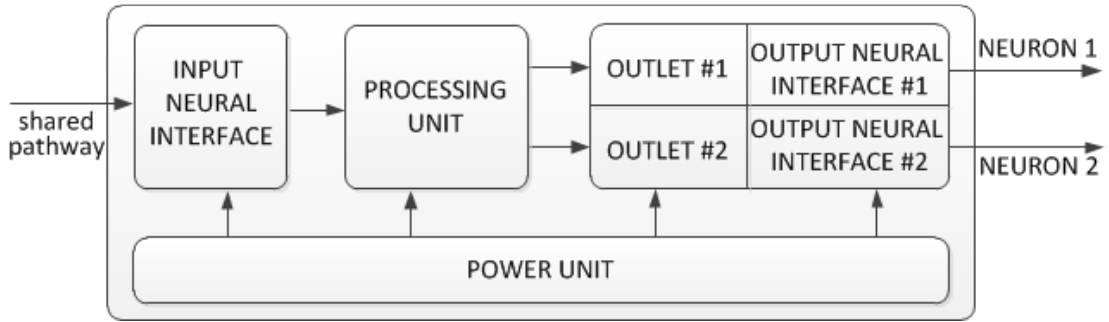 shared
pathway
INPUT
NEURAL
INTERFACE
PROCESSING
UNIT
OUTLET #1
OUTPUT NEURAL
INTERFACE #1
OUTLET #2
OUTPUT NEURAL
INTERFACE #2
NEURON 1
NEURON 2
POWER UNIT